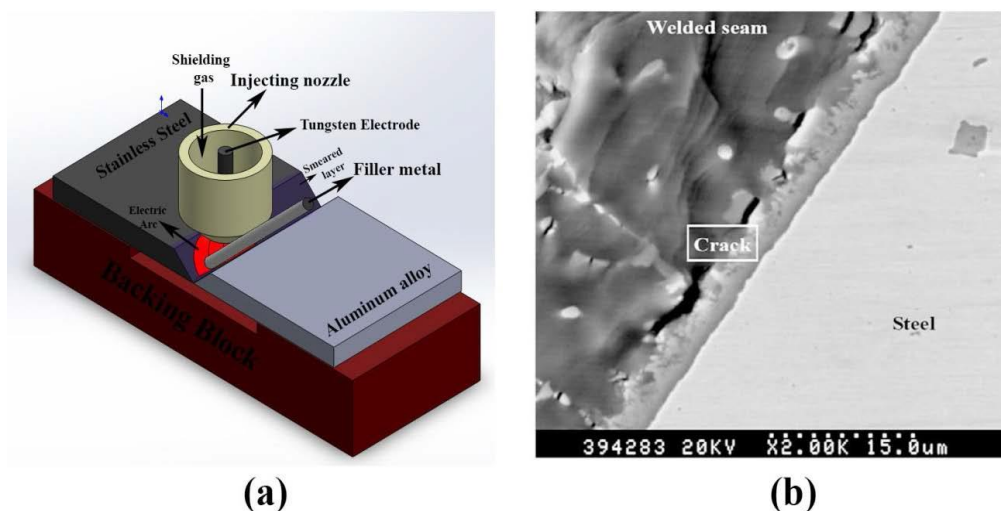 Shielding
gas
Injecting nozzle
Tungsten Electrode
Stainless Steel
Smeared
layer
Filler metal
Electric
Arc
Backing Block
Aluminum alloy
(a)
Welded seam
Crack
Steel
394283 20KV X2.00K 15.0um
(b)